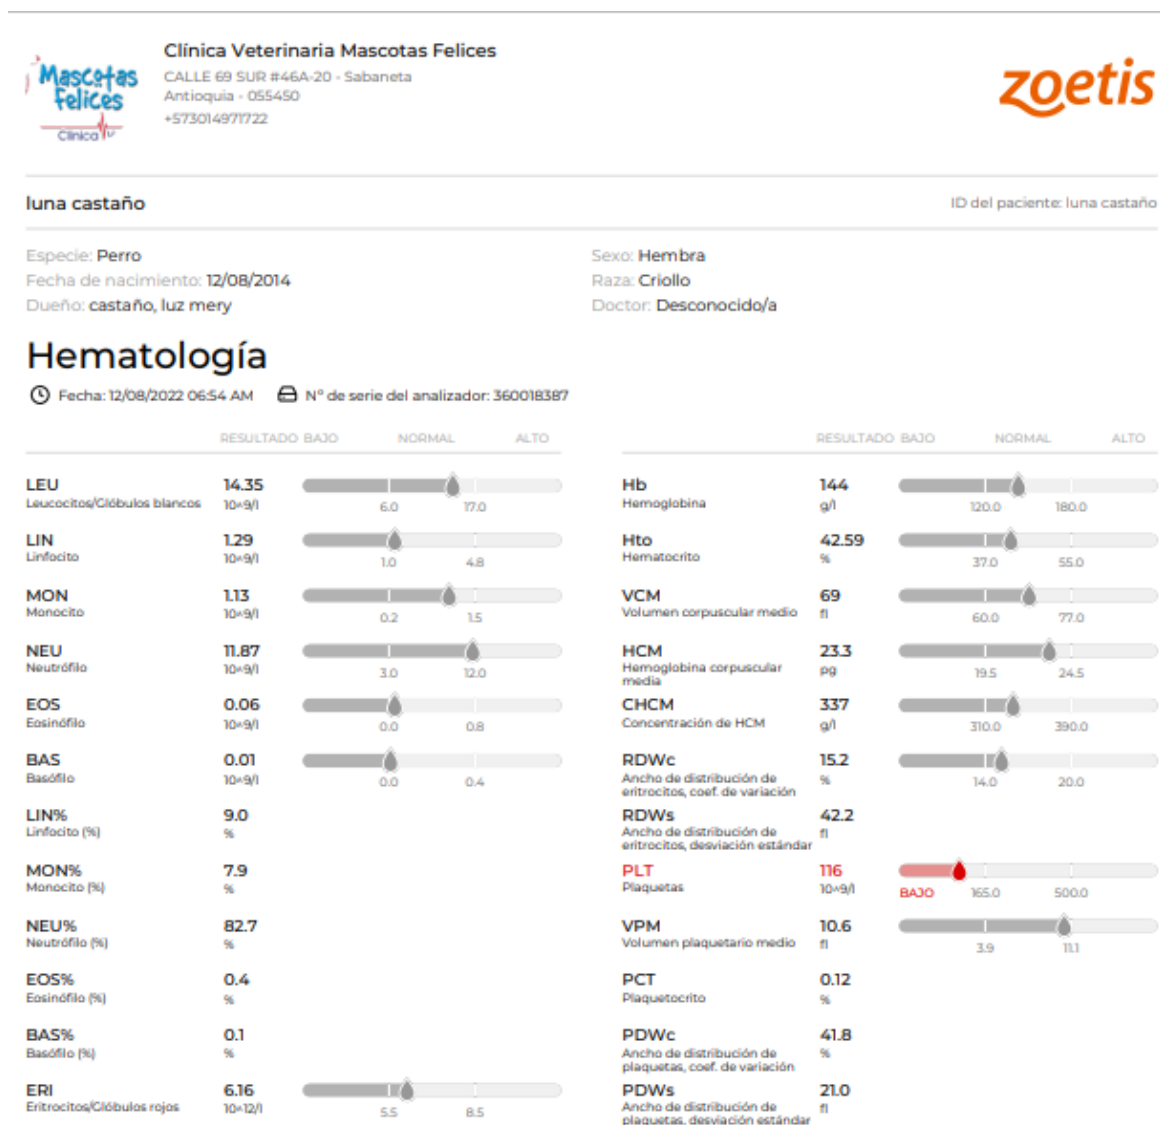 Mascotas
felices
Clínica
Clínica Veterinaria Mascotas Felices
CALLE 69 SUR #46A-20 - Sabaneta
Antioquia - 055450
+573014971722
zoetis
luna castaño
ID del paciente: luna castaño
Especie: Perro
Fecha de nacimiento: 12/08/2014
Dueño: castaño, luz mery
Sexo: Hembra
Raza: Criollo
Doctor: Desconocido/a
Hematología
Fecha: 12/08/2022 06:54 AM
Nº de serie del analizador: 360018387
RESULTADO BAJO NORMAL ALTO
LEU 14.35
Leucocitos/Glóbulos blancos 10^9/l 6.0 17.0
LIN 1.29
Linfocito 10^9/l 1.0 4.8
MON 1.13
Monocito 10^9/l 0.2 1.5
NEU 11.87
Neutrófilo 10^9/l 3.0 12.0
EOS 0.06
Eosinófilo 10^9/l 0.0 0.8
BAS 0.01
Basófilo 10^9/l 0.0 0.4
LIN% 9.0
Linfocito (%) %
MON% 7.9
Monocito (%) %
NEU% 82.7
Neutrófilo (%) %
EOS% 0.4
Eosinófilo (%) %
BAS% 0.1
Basófilo (%) %
ERI 6.16
Eritrocitos/Glóbulos rojos 10^12/l 5.5 8.5
RESULTADO BAJO NORMAL ALTO
Hb 144
Hemoglobina g/l 120.0 180.0
Hto 42.59
Hematocrito % 37.0 55.0
VCM 69
Volumen corpuscular medio fl 60.0 77.0
HCM 23.3
Hemoglobina corpuscular pg 19.5 24.5
media
CHCM 337
Concentración de HCM g/l 310.0 390.0
RDWc 15.2
Ancho de distribución de % 14.0 20.0
eritrocitos, coef. de variación
RDWs 42.2
Ancho de distribución de fl
eritrocitos, desviación estándar
PLT 116
Plaquetas 10^9/l BAJO 165.0 500.0
VPM 10.6
Volumen plaquetario medio fl 3.9 11.1
PCT 0.12
Plaquetocrito %
PDWc 41.8
Ancho de distribución de %
plaquetas, coef. de variación
PDWs 21.0
Ancho de distribución de fl
plaquetas, desviación estándar